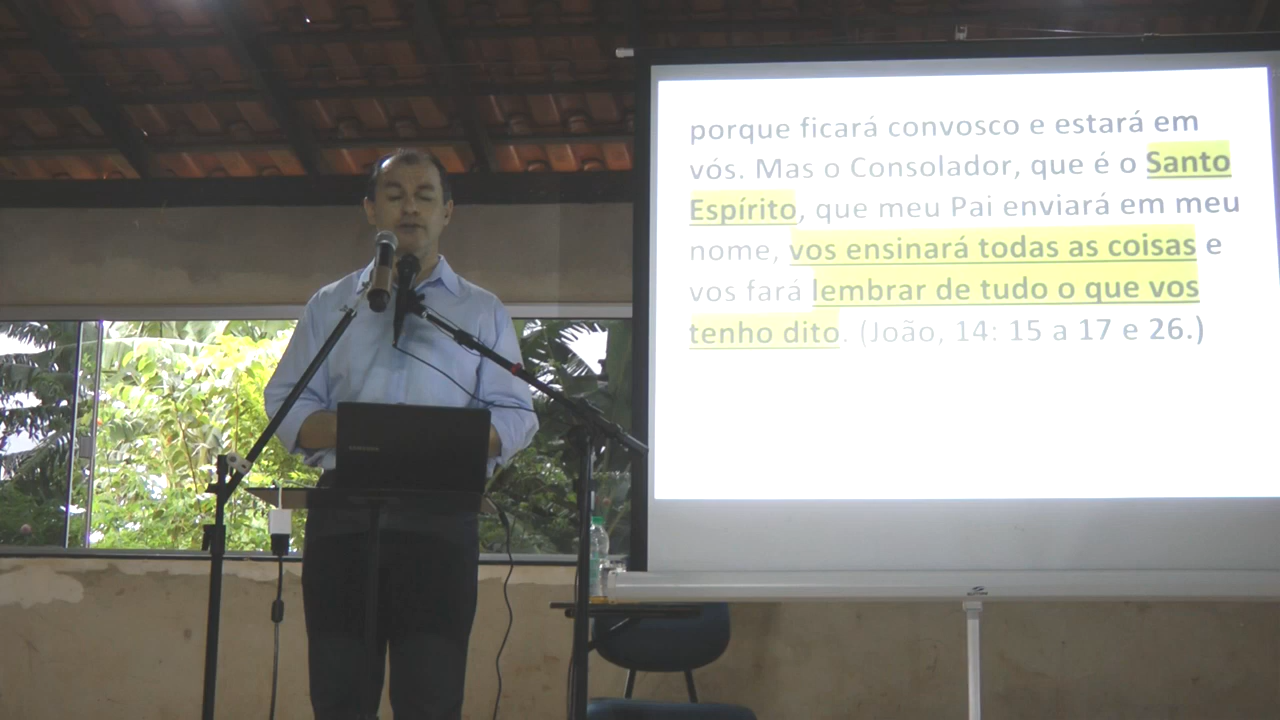 porque ficará convosco e estará em
vós. Mas o Consolador, que é o Santo
Espírito, que meu Pai enviará em meu
nome, vos ensinará todas as coisas e
vos fará lembrar de tudo o que vos
tenho dito. (João, 14: 15 a 17 e 26.)